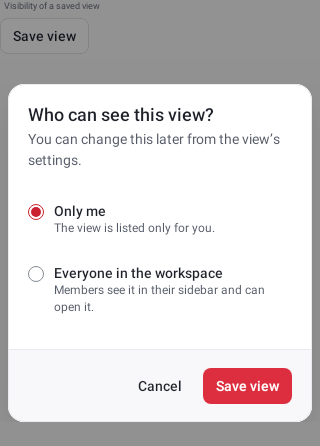 Visibility of a saved view
Save view
Who can see this view?
You can change this later from the view’s
settings.
Only me
The view is listed only for you.
Everyone in the workspace
Members see it in their sidebar and can
open it.
Cancel
Save view